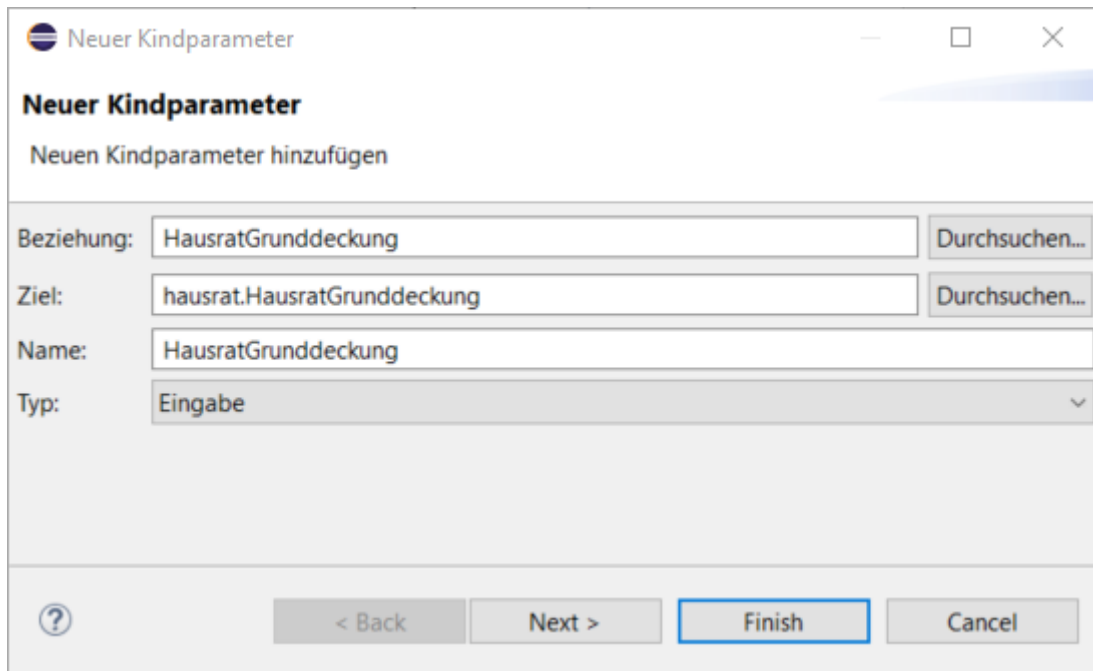 Neuer Kindparameter
Neuer Kindparameter
Neuen Kindparameter hinzufügen
Beziehung: HausratGrunddeckung Durchsuchen...
Ziel: hausrat.HausratGrunddeckung Durchsuchen...
Name: HausratGrunddeckung
Typ: Eingabe
? < Back Next > Finish Cancel